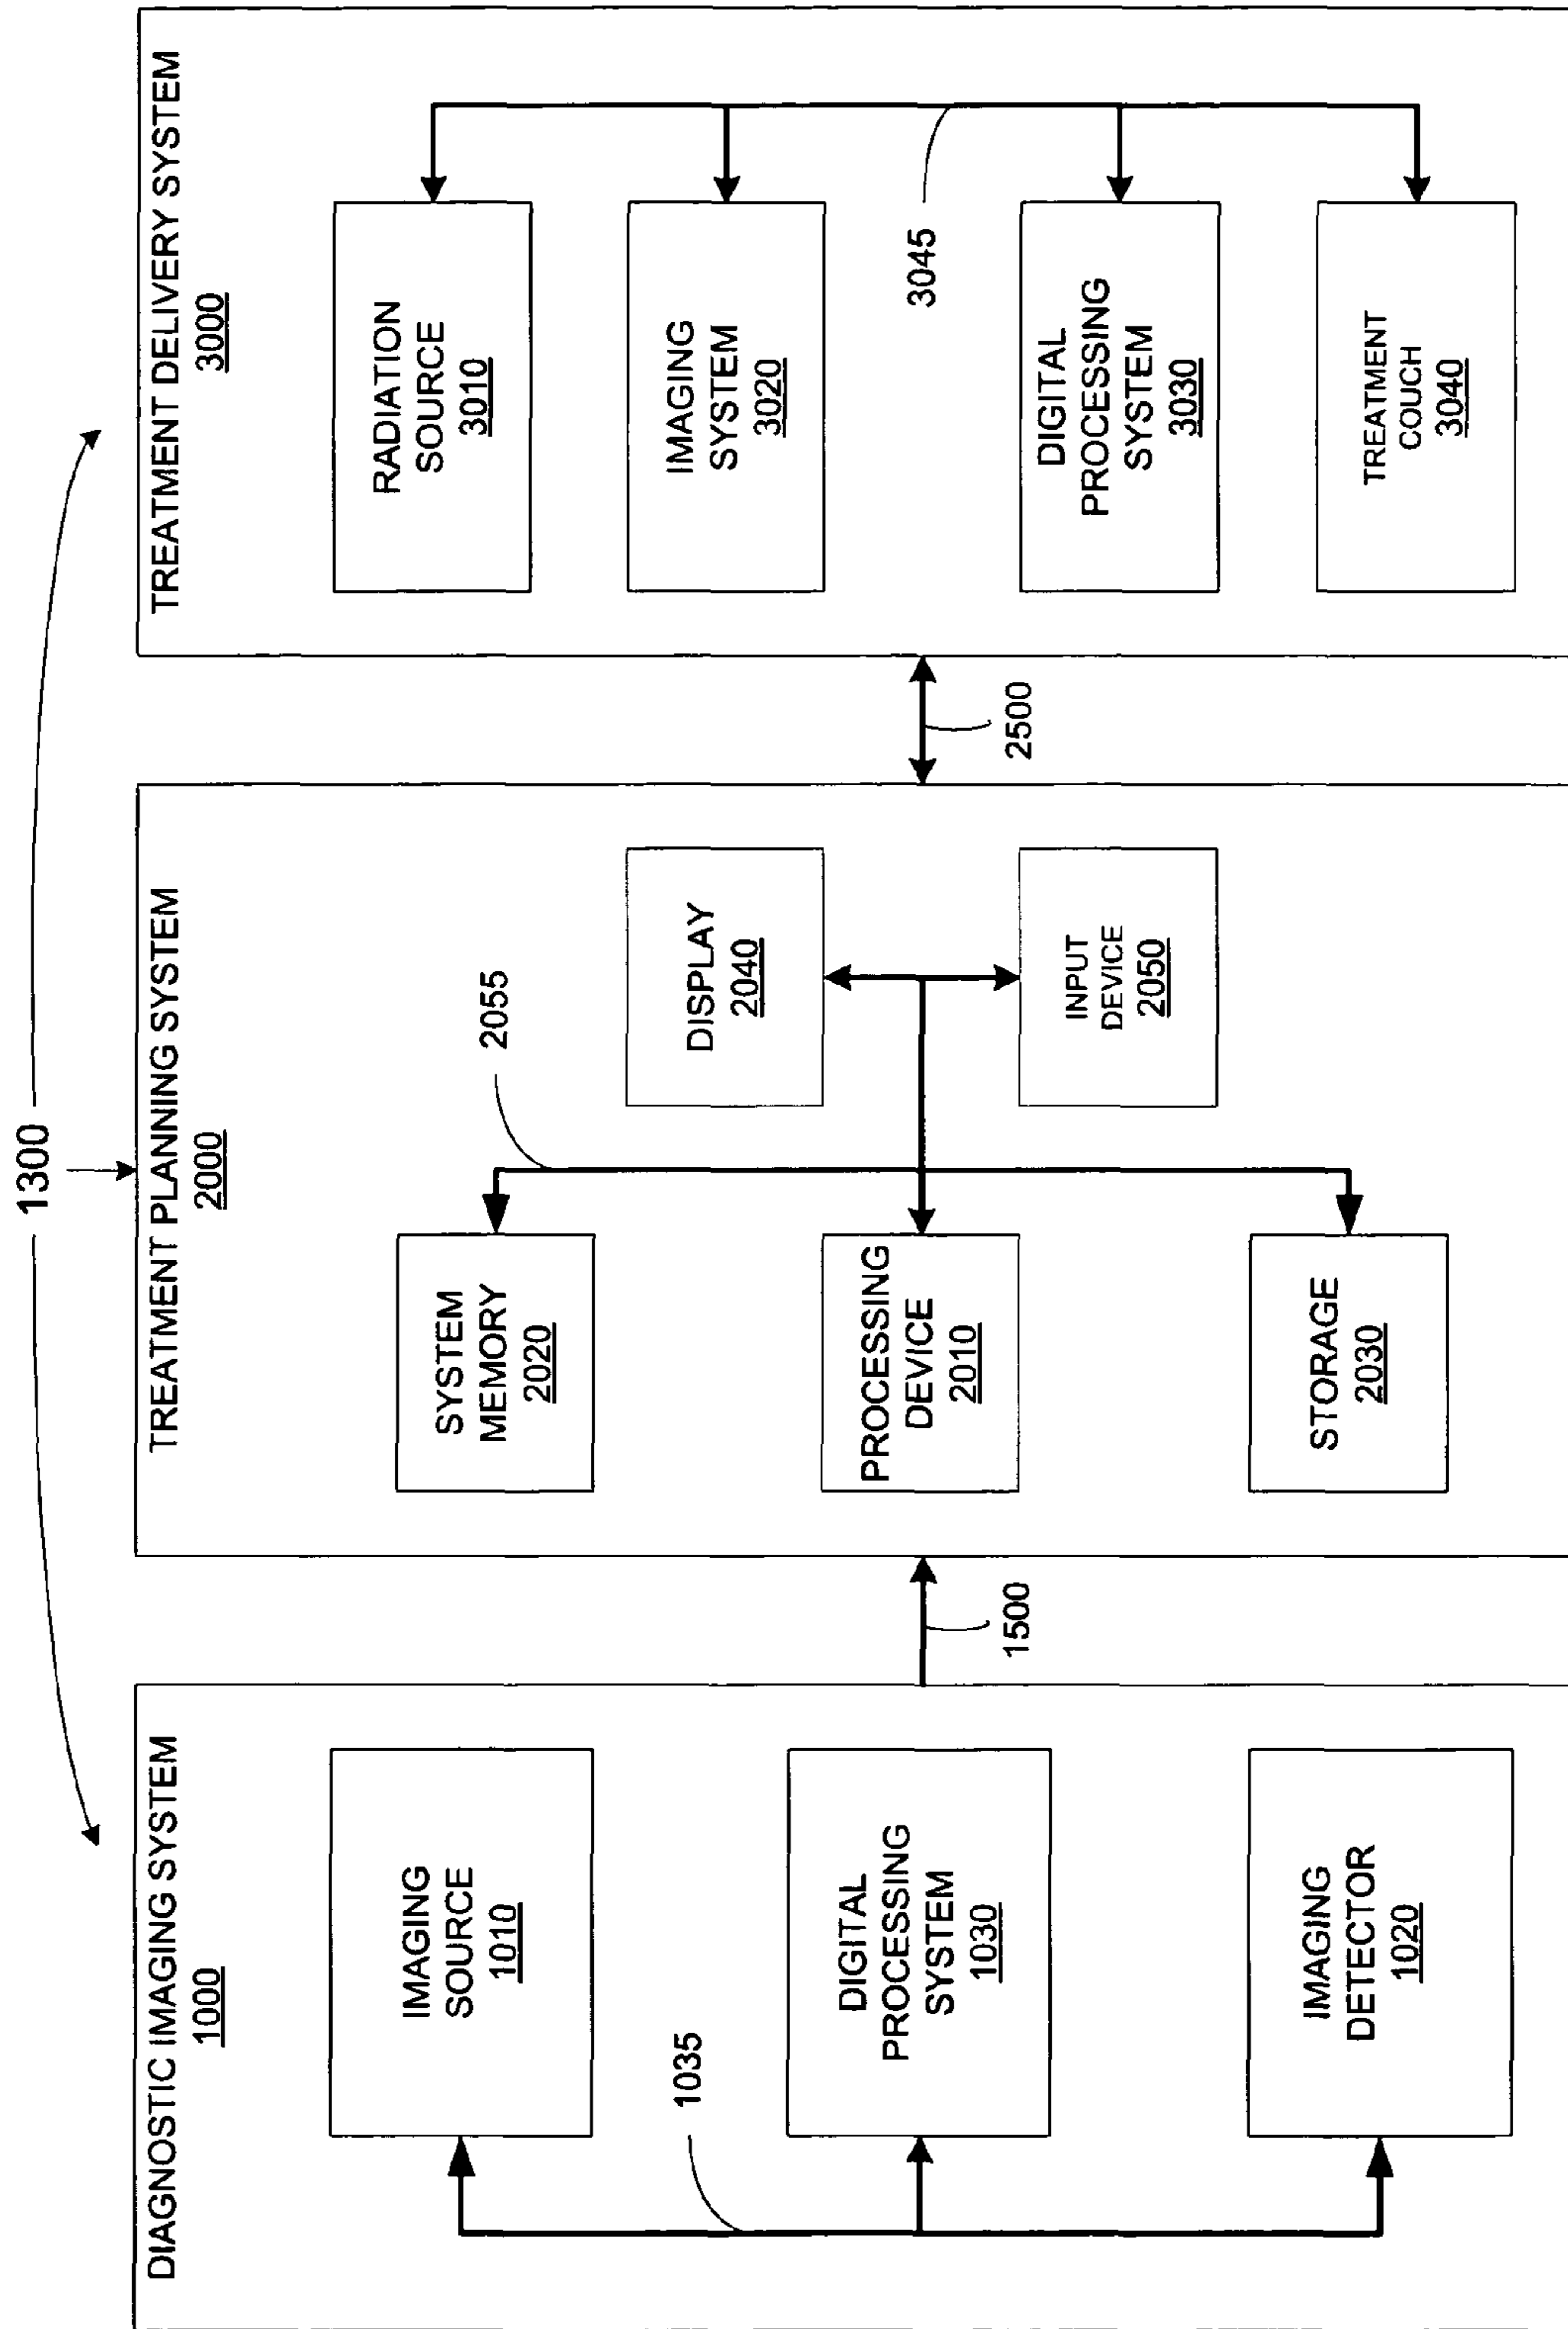 1300
DIAGNOSTIC IMAGING SYSTEM
1000
IMAGING
SOURCE
1010
1035
DIGITAL
PROCESSING
SYSTEM
1030
IMAGING
DETECTOR
1020
1500
TREATMENT PLANNING SYSTEM
2000
2055
SYSTEM
MEMORY
2020
DISPLAY
2040
PROCESSING
DEVICE
2010
INPUT
DEVICE
2050
STORAGE
2030
2500
TREATMENT DELIVERY SYSTEM
3000
RADIATION
SOURCE
3010
IMAGING
SYSTEM
3020
3045
DIGITAL
PROCESSING
SYSTEM
3030
TREATMENT
COUCH
3040